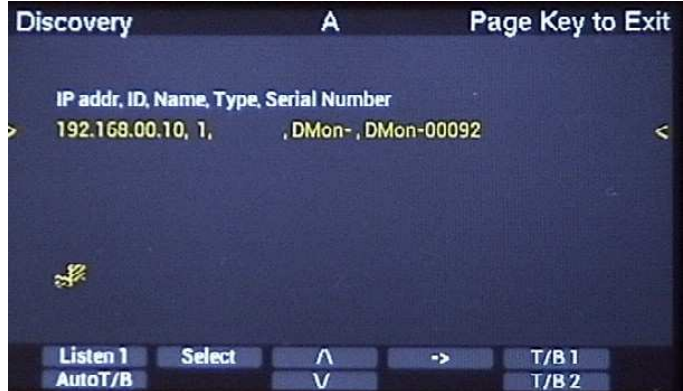 Discovery A Page Key to Exit
IP addr, ID, Name, Type, Serial Number
> 192.168.00.10, 1, , DMon- , DMon-00092 <
Listen 1 Select /\ -> T/B 1
AutoT/B \/ T/B 2